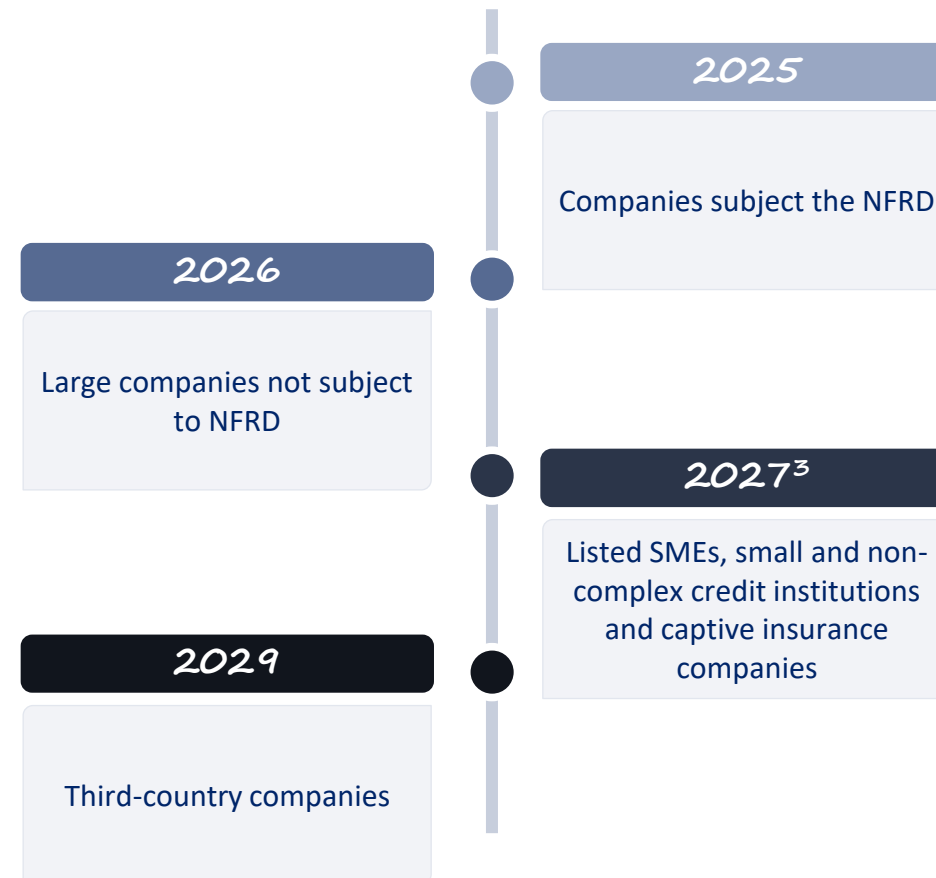 2025
Companies subject the NFRD
2026
Large companies not subject
to NFRD
2027³
Listed SMEs, small and non-
complex credit institutions
and captive insurance
companies
2029
Third-country companies